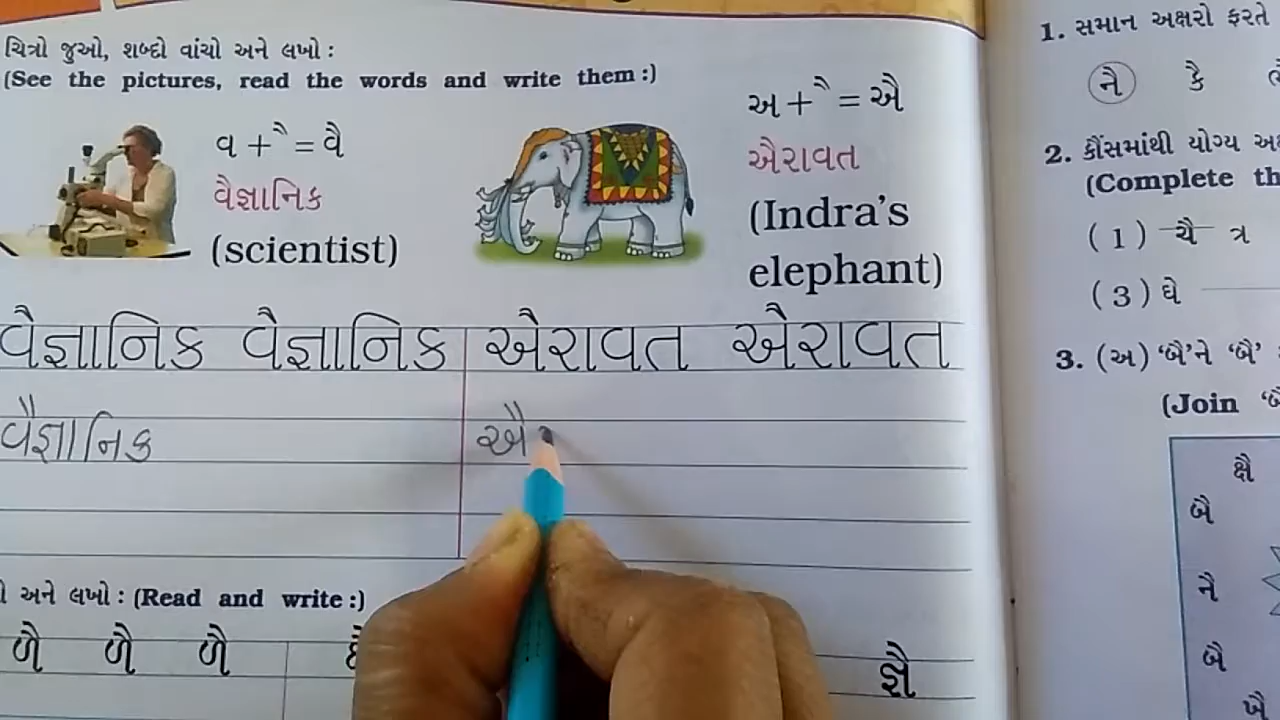 ચિત્રો જુઓ, શબ્દો વાંચો અને લખો :
(See the pictures, read the words and write them :)
વ + ૈ = વૈ
વૈજ્ઞાનિક
(scientist)
અ + ૈ = ઐ
ઐરાવત
(Indra's
elephant)
વૈજ્ઞાનિક વૈજ્ઞાનિક ઐરાવત ઐરાવત
વૈજ્ઞાનિક ઐ
અને લખો : (Read and write :)
ળૈ ળૈ ળૈ જ્ઞૈ
1. સમાન અક્ષરો ફરતે
નૈ કૈ
2. કૌંસમાંથી યોગ્ય
(Complete
(1) ચૈ ત્ર
(3) ઘે
3. (અ) 'બૈ'ને 'બૈ'
(Join
ક્ષૈ
બૈ
નૈ
બૈ
ખૈ